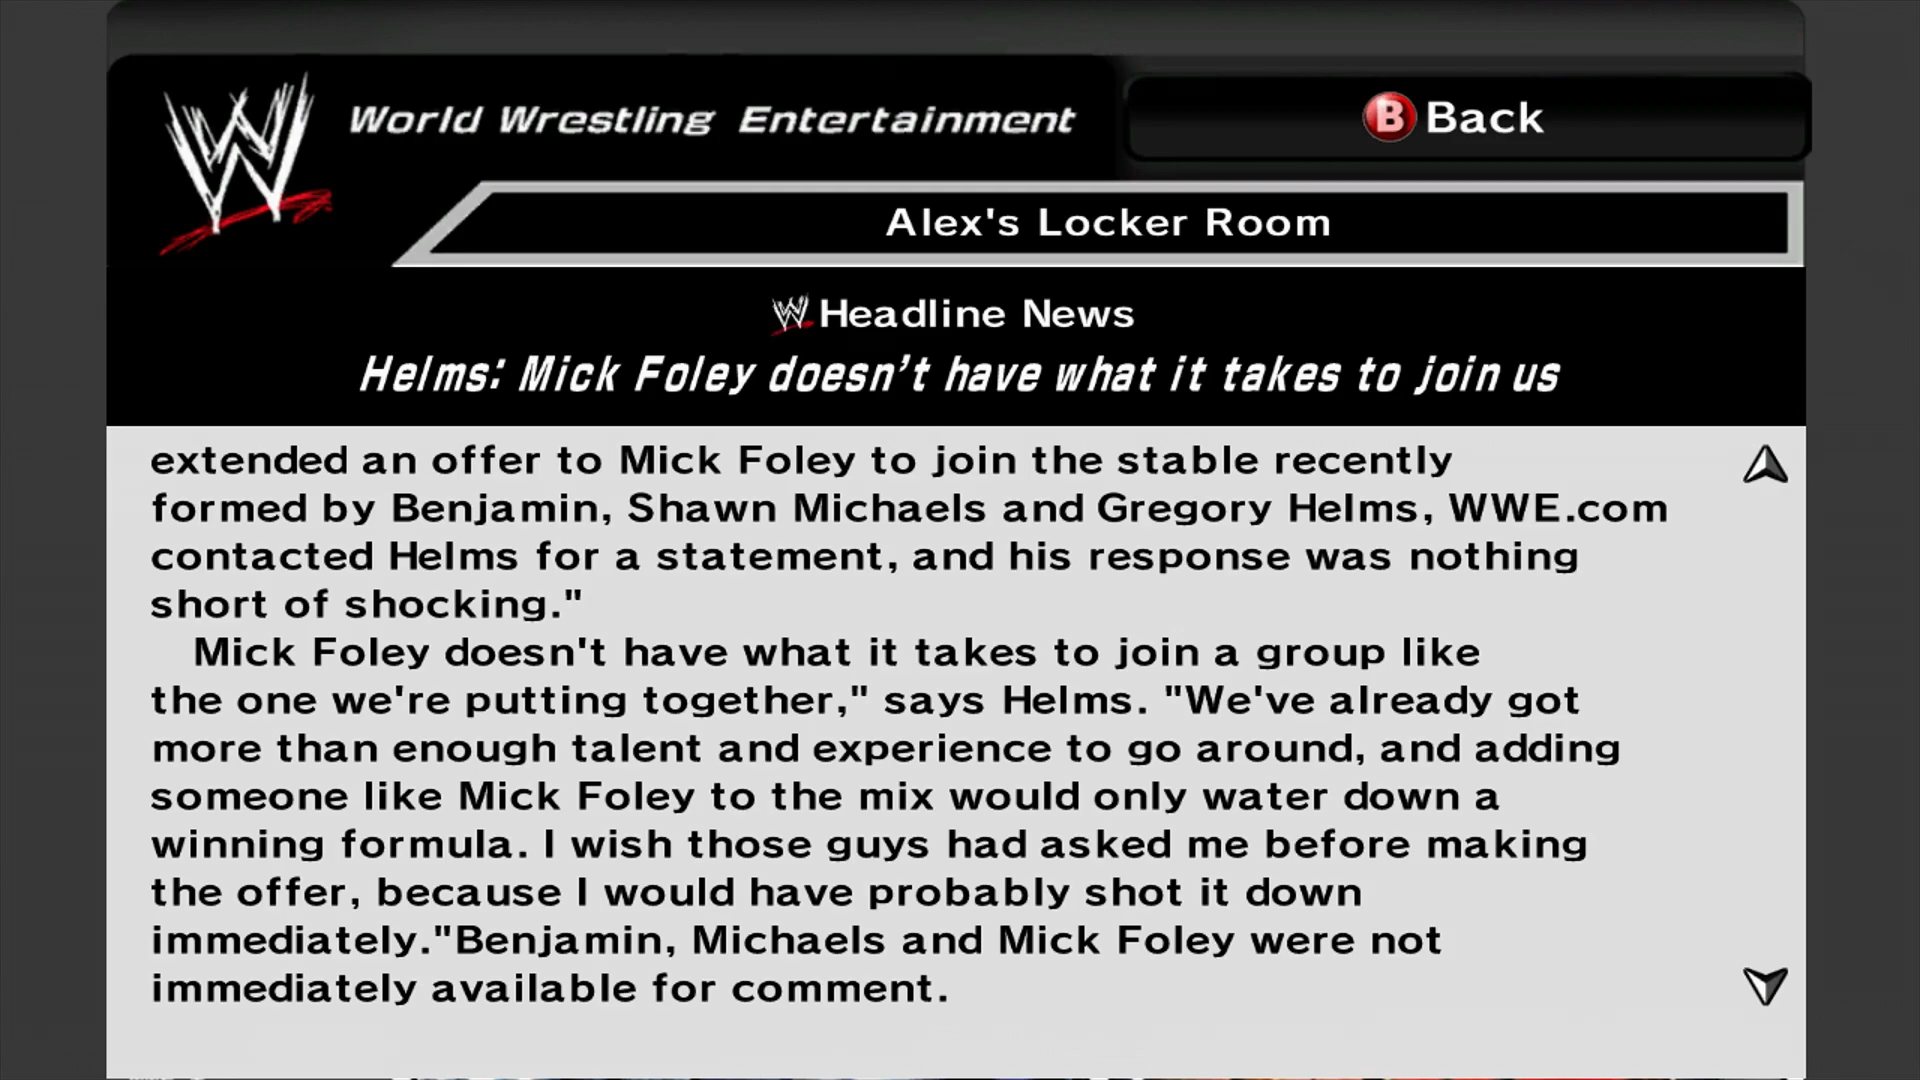 World Wrestling Entertainment
B Back
Alex's Locker Room
W Headline News
Helms: Mick Foley doesn't have what it takes to join us
extended an offer to Mick Foley to join the stable recently
formed by Benjamin, Shawn Michaels and Gregory Helms, WWE.com
contacted Helms for a statement, and his response was nothing
short of shocking."
Mick Foley doesn't have what it takes to join a group like
the one we're putting together," says Helms. "We've already got
more than enough talent and experience to go around, and adding
someone like Mick Foley to the mix would only water down a
winning formula. I wish those guys had asked me before making
the offer, because I would have probably shot it down
immediately."Benjamin, Michaels and Mick Foley were not
immediately available for comment.